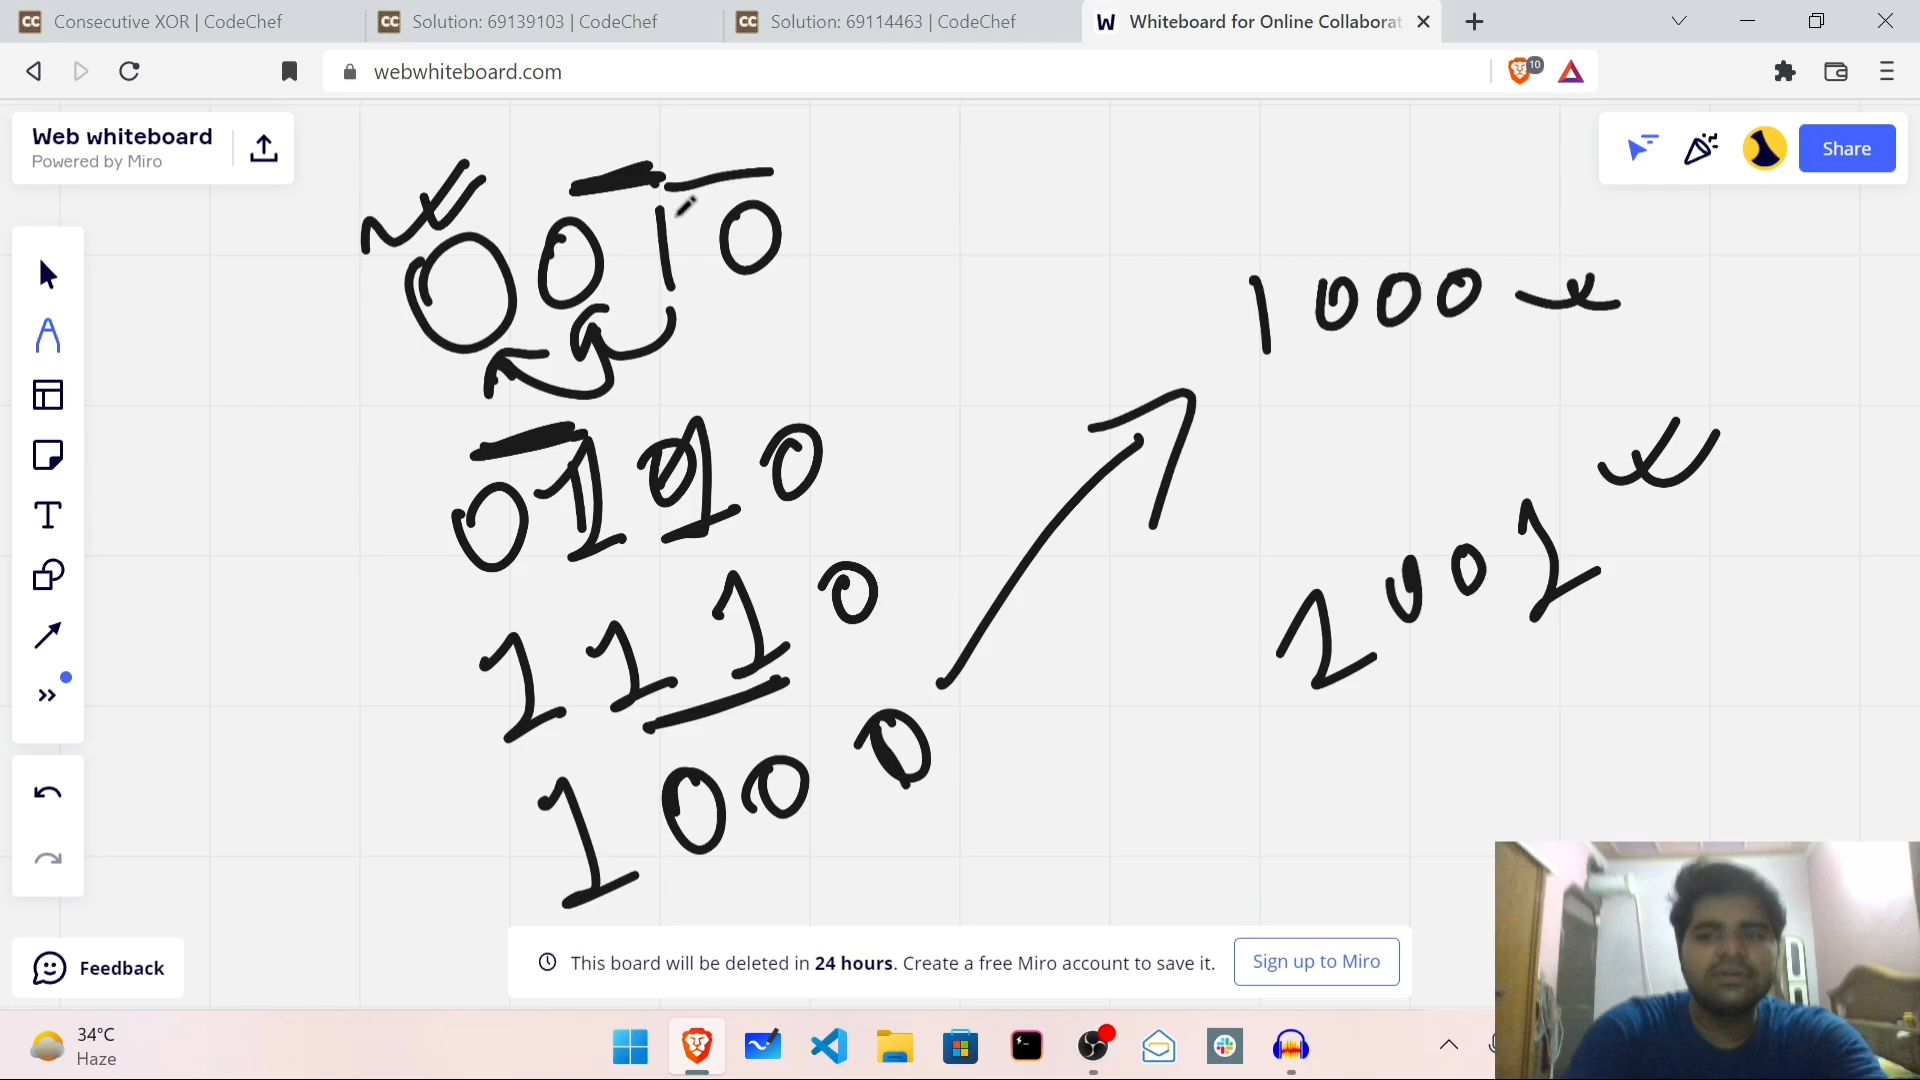 Consecutive XOR | CodeChef
Solution: 69139103 | CodeChef
Solution: 69114463 | CodeChef
Whiteboard for Online Collaborat
webwhiteboard.com
10
Web whiteboard
Powered by Miro
Share
0010
1000
0110
1001
1110
1000
This board will be deleted in 24 hours. Create a free Miro account to save it.
Sign up to Miro
Feedback
34°C
Haze